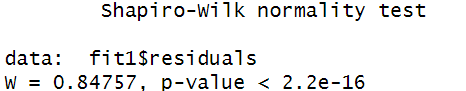 Shapiro-Wilk normality test
data:  fit1$residuals
W = 0.84757, p-value < 2.2e-16